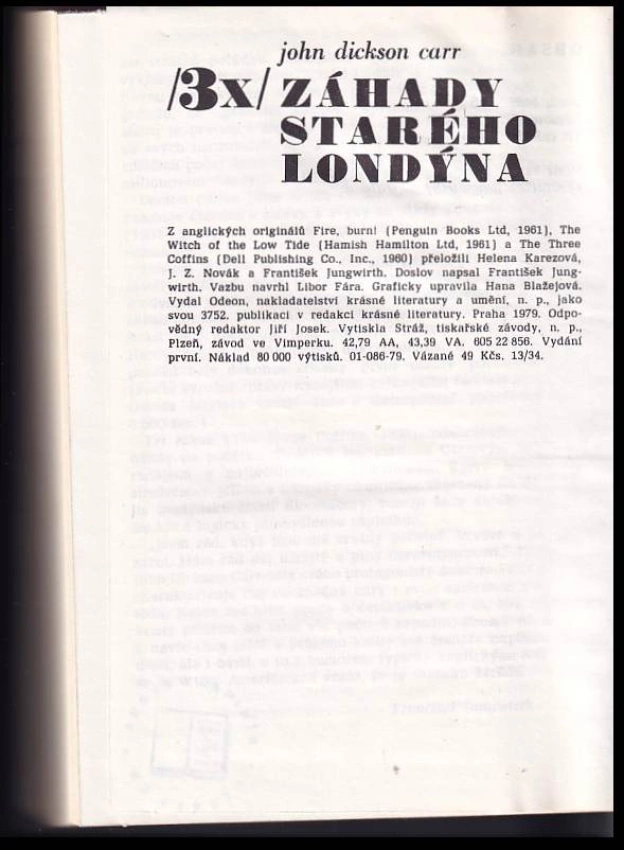 john dickson carr
/3x/ ZÁHADY
STARÉHO
LONDÝNA
Z anglických originálů Fire, burn! (Penguin Books Ltd, 1961), The
Witch of the Low Tide (Hamish Hamilton Ltd, 1961) a The Three
Coffins (Dell Publishing Co., Inc., 1960) přeložili Helena Karezová,
J. Z. Novák a František Jungwirth. Doslov napsal František Jung-
wirth. Vazbu navrhl Libor Fára. Graficky upravila Hana Blažejová.
Vydal Odeon, nakladatelství krásné literatury a umění, n. p., jako
svou 3752. publikaci v redakci krásné literatury. Praha 1979. Odpo-
vědný redaktor Jiří Josek. Vytiskla Stráž, tiskařské závody, n. p.,
Plzeň, závod ve Vimperku. 42,79 AA, 43,39 VA. 605 22 856. Vydání
první. Náklad 80 000 výtisků. 01-086-79. Vázané 49 Kčs. 13/34.